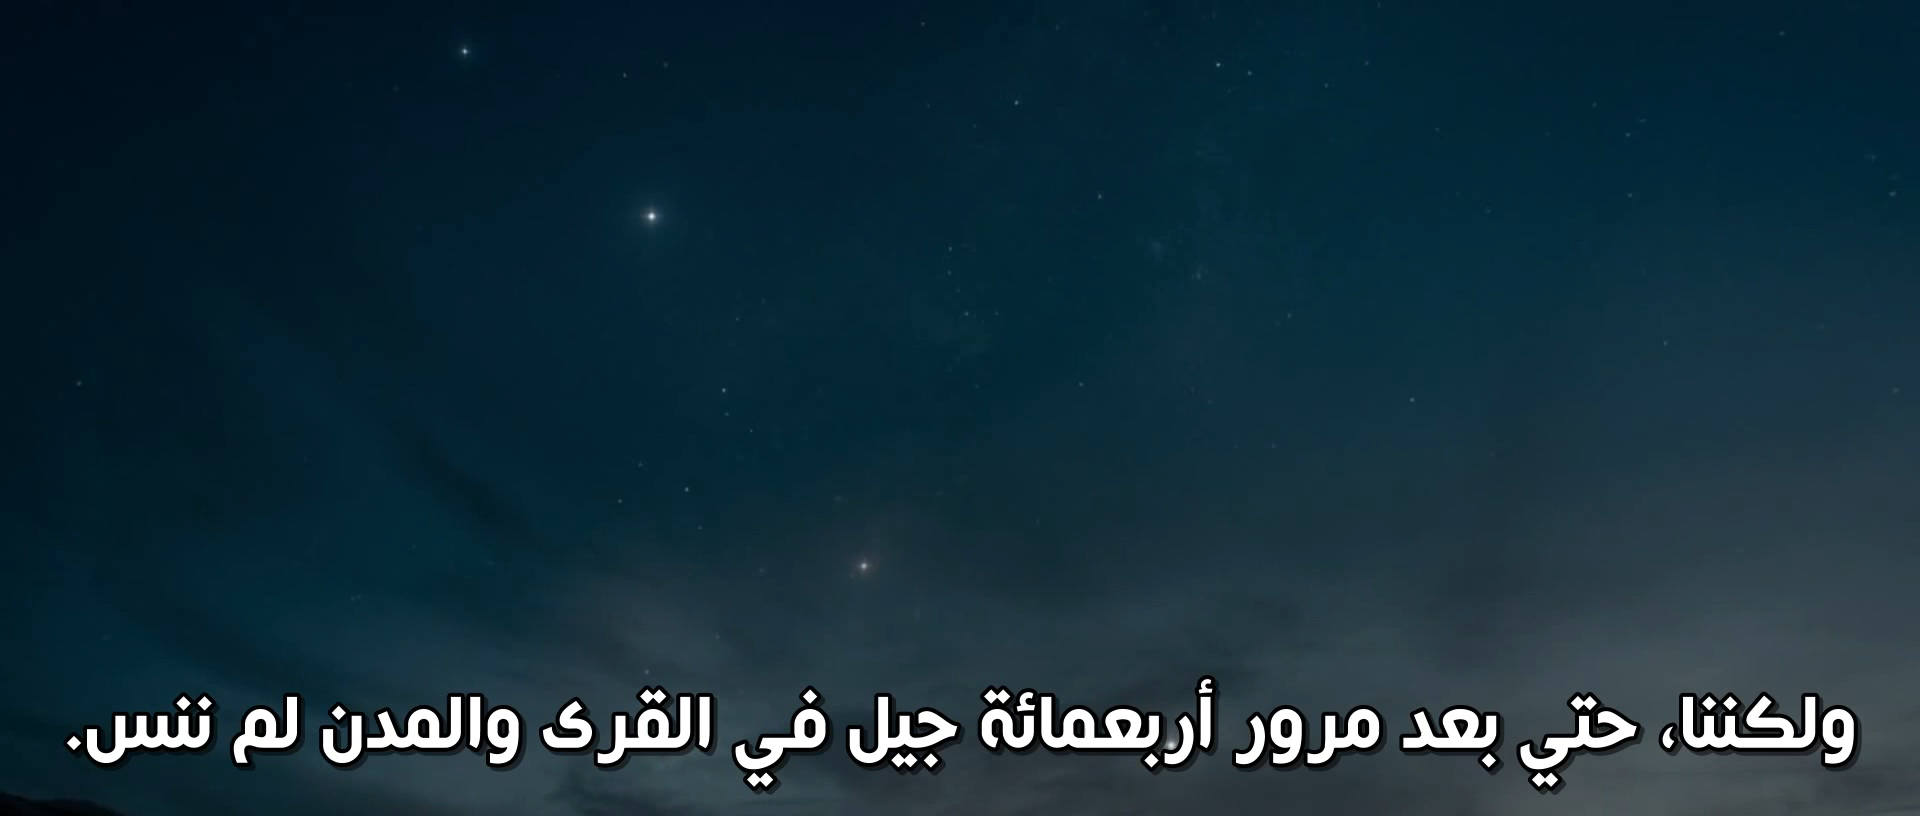 ولكننا، حتي بعد مرور أربعمائة جيل في القرى والمدن لم ننس.